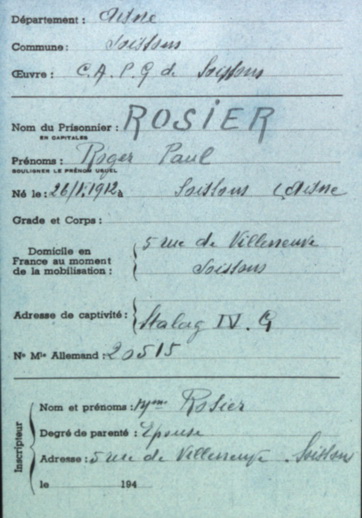 Département : Aisne
Commune : Soissons
Œuvre : C.A.P.G de Soissons
Nom du Prisonnier : ROSIER
EN CAPITALES
Prénoms : Roger Paul
SOULIGNER LE PRÉNOM USUEL
Né le : 26/1/1912 à Soissons (Aisne
Grade et Corps :
Domicile en France au moment de la mobilisation : 5 rue de Villeneuve
Soissons
Adresse de captivité : Stalag IV. G
No Mle Allemand : 20515
Inscripteur
Nom et prénoms : Mme Rosier
Degré de parenté : Epouse
Adresse : 5 rue de Villeneuve Soissons
le 194